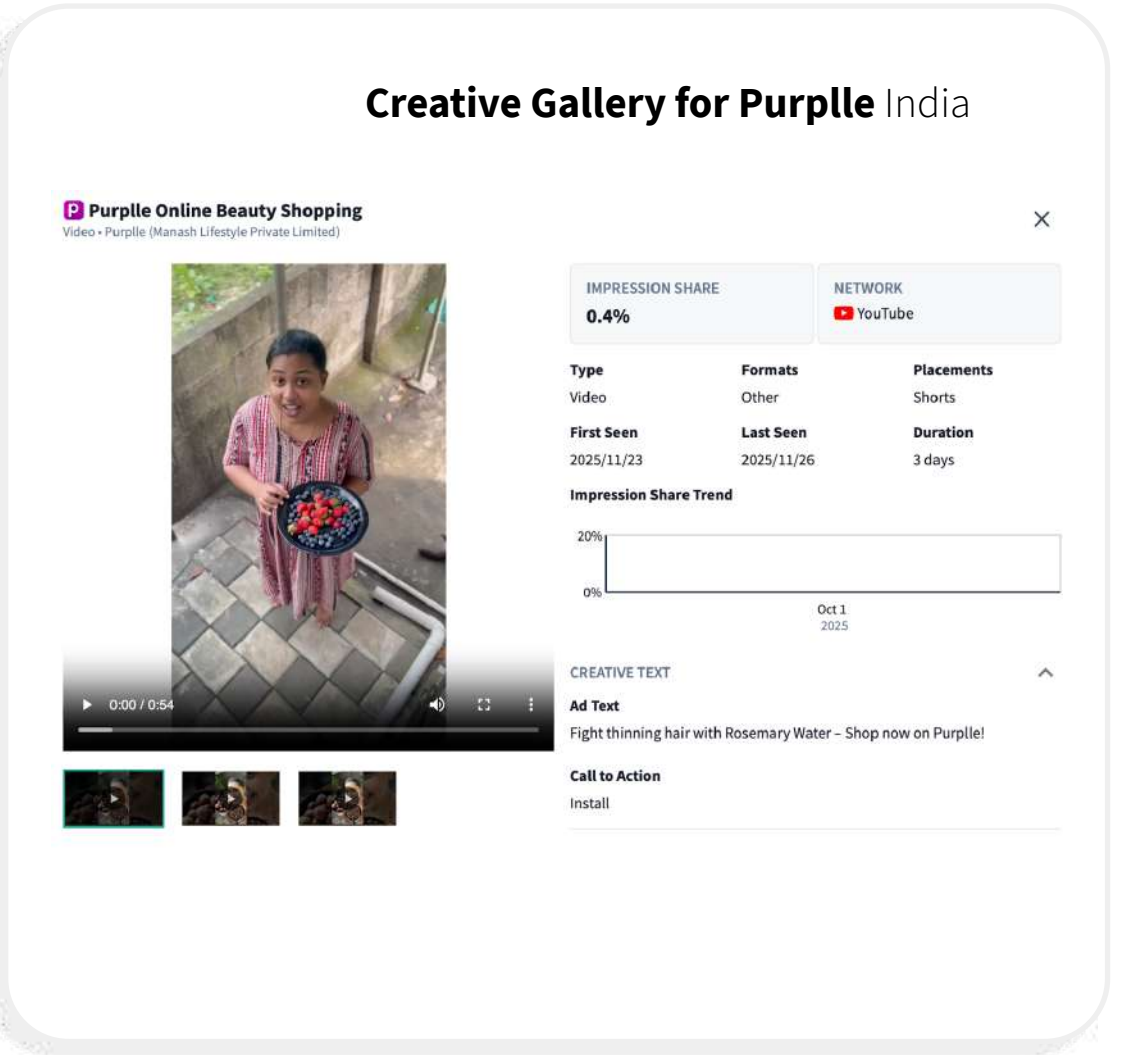 Creative Gallery for Purplle India
P Purplle Online Beauty Shopping
Video • Purplle (Manash Lifestyle Private Limited)
IMPRESSION SHARE
0.4%
NETWORK
YouTube
Type
Video
Formats
Other
Placements
Shorts
First Seen
2025/11/23
Last Seen
2025/11/26
Duration
3 days
Impression Share Trend
20%
0%
Oct 1
2025
0:00 / 0:54
CREATIVE TEXT
Ad Text
Fight thinning hair with Rosemary Water – Shop now on Purplle!
Call to Action
Install